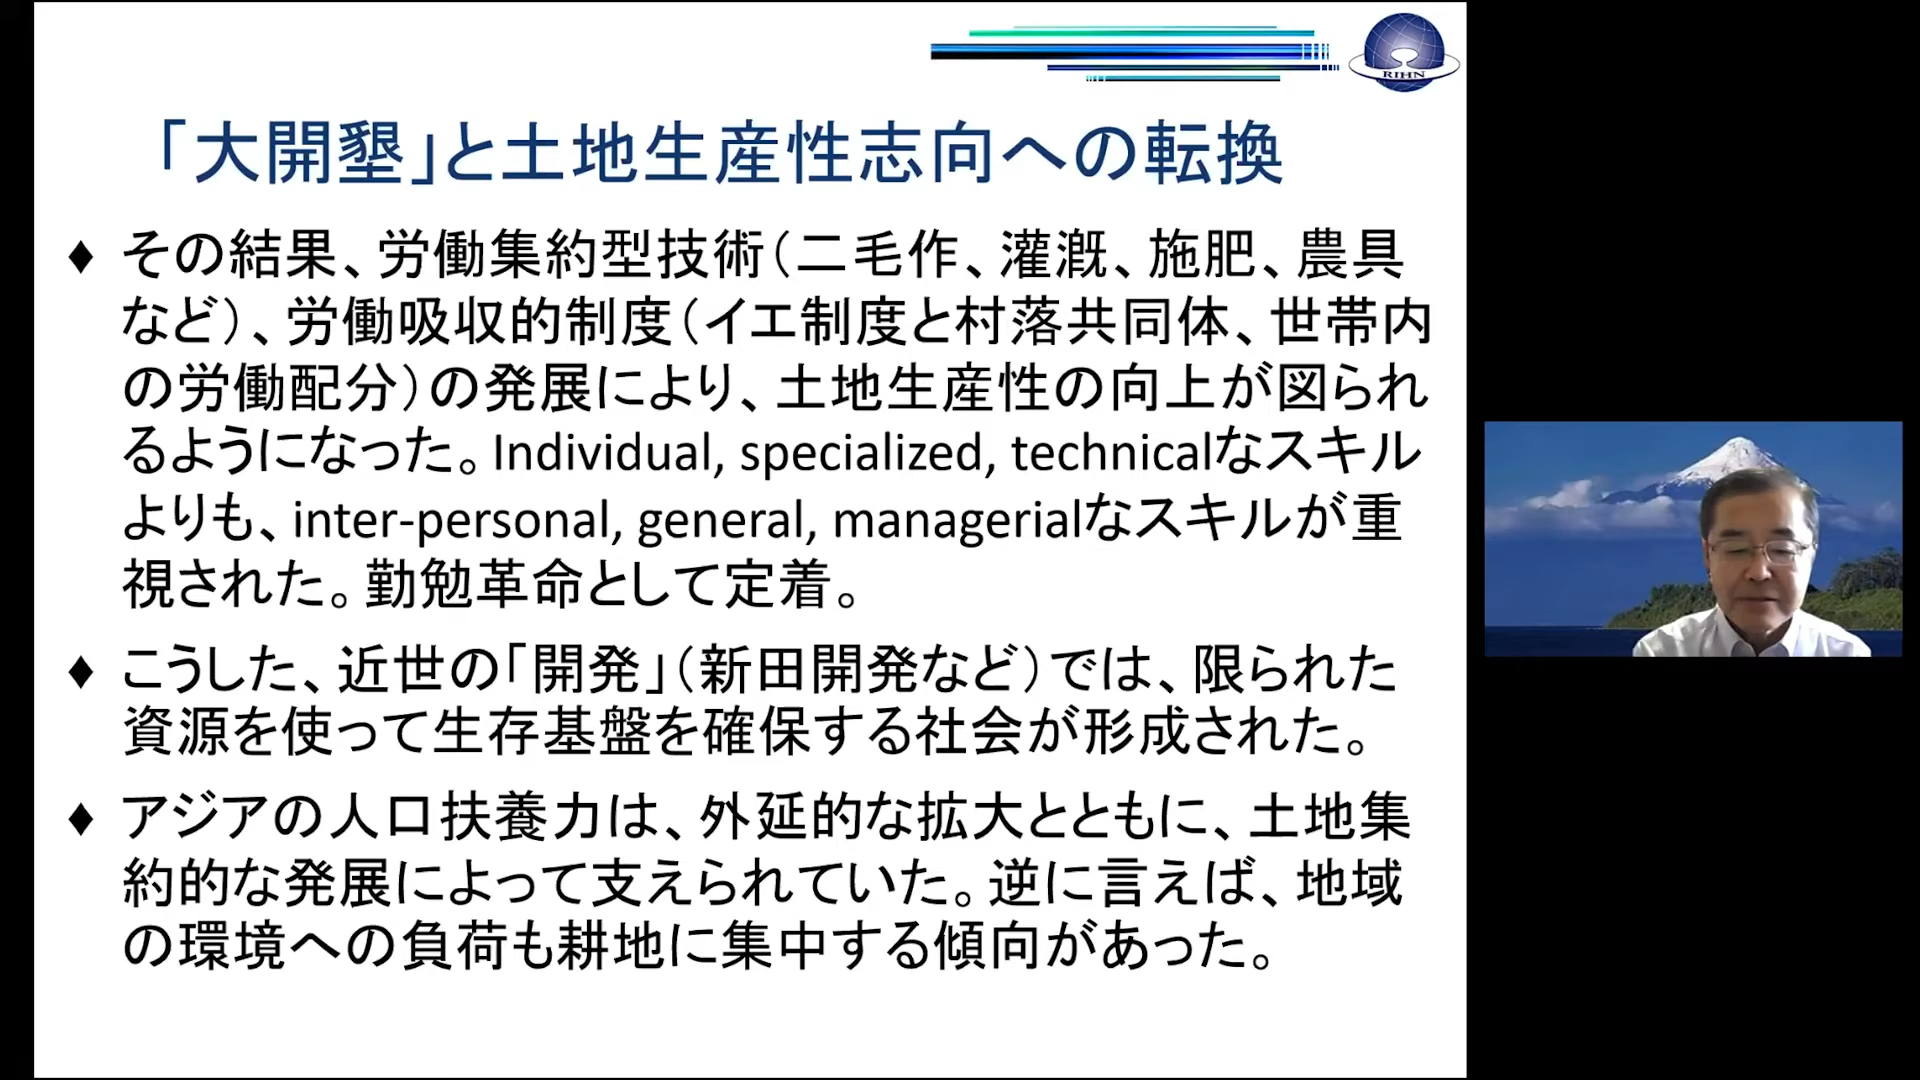 RIHN
「大開墾」と土地生産性志向への転換
♦ その結果、労働集約型技術（二毛作、灌漑、施肥、農具
など）、労働吸収的制度（イエ制度と村落共同体、世帯内
の労働配分）の発展により、土地生産性の向上が図られ
るようになった。Individual, specialized, technicalなスキル
よりも、inter-personal, general, managerialなスキルが重
視された。勤勉革命として定着。
♦ こうした、近世の「開発」（新田開発など）では、限られた
資源を使って生存基盤を確保する社会が形成された。
♦ アジアの人口扶養力は、外延的な拡大とともに、土地集
約的な発展によって支えられていた。逆に言えば、地域
の環境への負荷も耕地に集中する傾向があった。